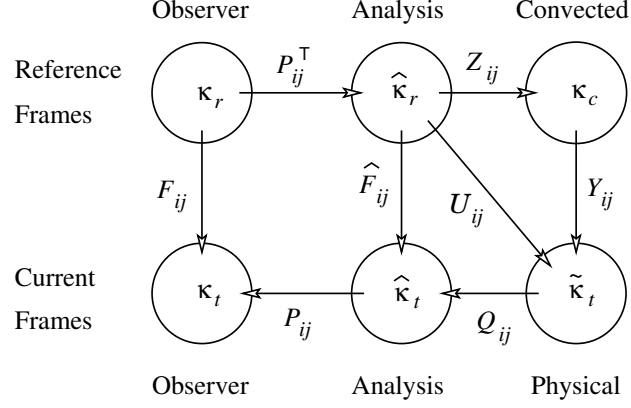 Observer Analysis Convected
Reference Frames
κ_r P_ij^T κ̂_r Z_ij κ_c
F_ij F̂_ij U_ij Y_ij
Current Frames
κ_t P_ij κ̂_t Q_ij κ̃_t
Observer Analysis Physical